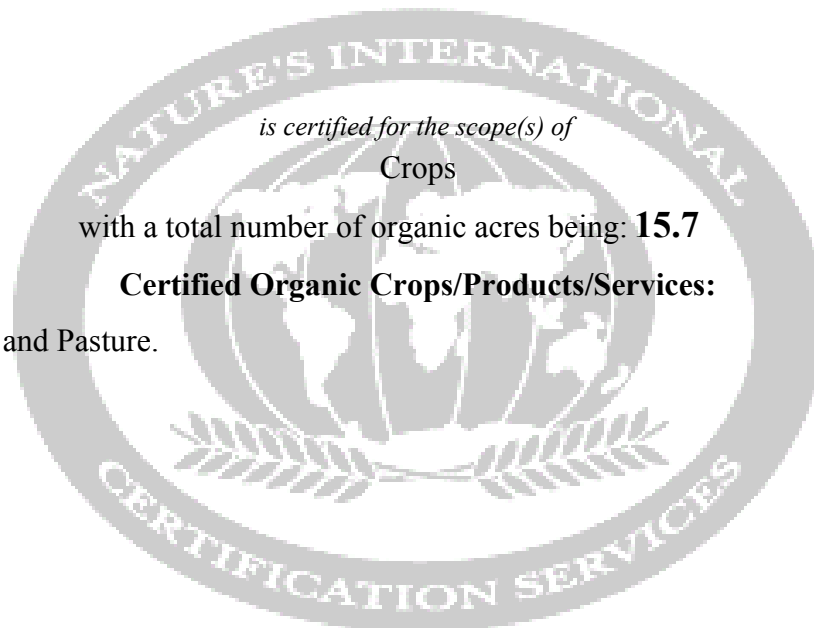 NATURE'S INTERNATIONAL
is certified for the scope(s) of
Crops
with a total number of organic acres being: 15.7
Certified Organic Crops/Products/Services:
and Pasture.
CERTIFICATION SERVICES